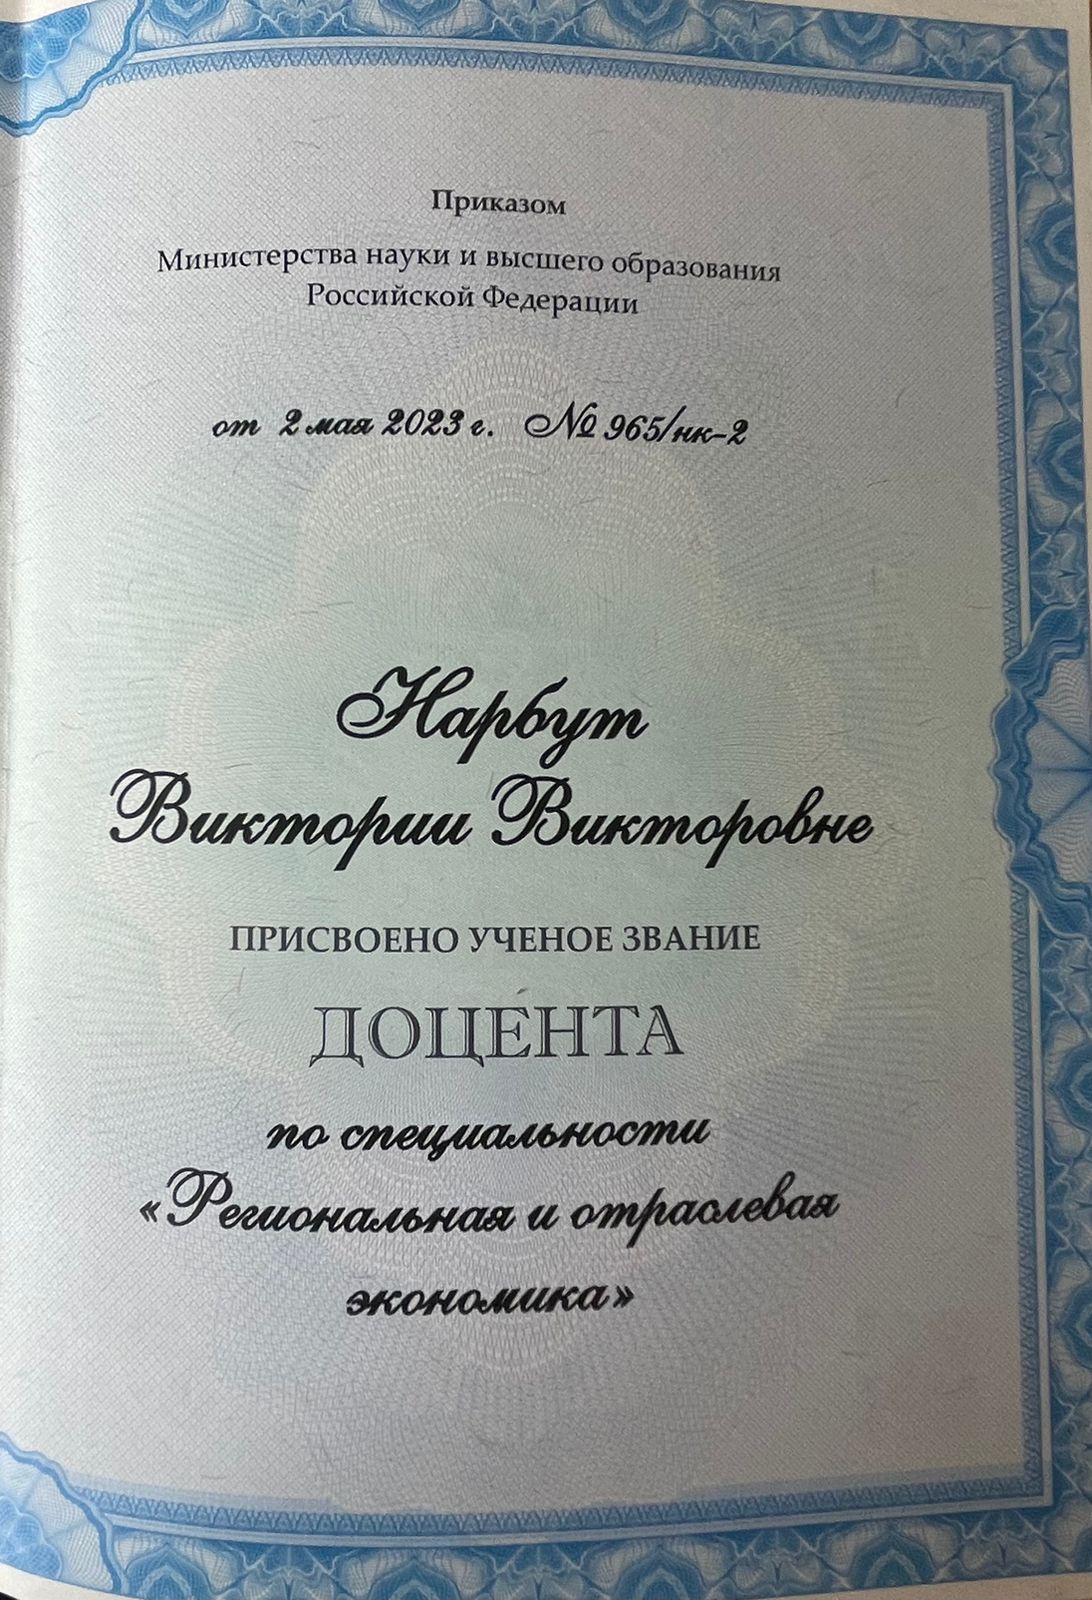 Приказом
Министерства науки и высшего образования
Российской Федерации
от 2 мая 2023 г. № 965/нк-2
Нарбут
Виктории Викторовне
ПРИСВОЕНО УЧЕНОЕ ЗВАНИЕ
ДОЦЕНТА
по специальности
«Региональная и отраслевая
экономика»